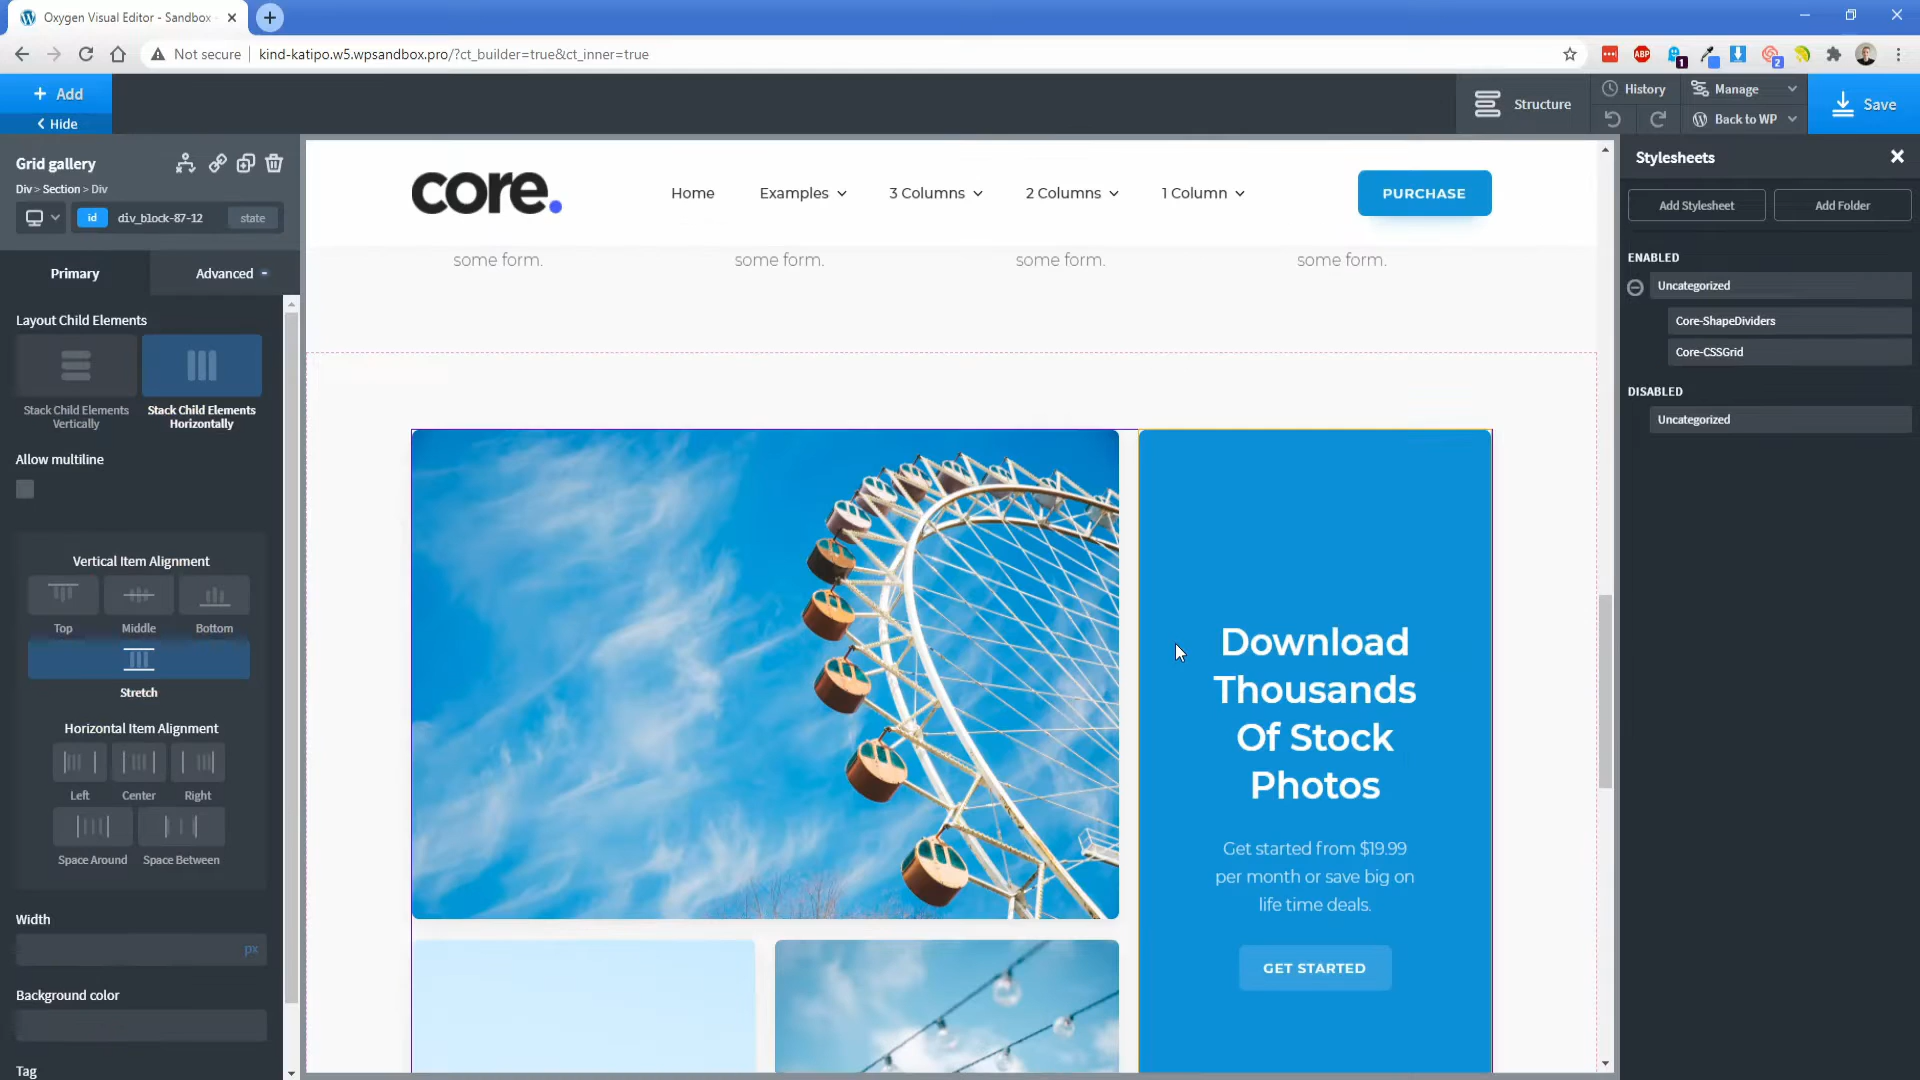 Oxygen Visual Editor - Sandbox
Not secure
kind-katipo.w5.wpsandbox.pro/?ct_builder=true&ct_inner=true
ABP
1
2
+ Add
Hide
Structure
History
Manage
Back to WP
Save
Grid gallery
Div > Section > Div
id
div_block-87-12
state
Primary
Advanced
Layout Child Elements
Stack Child Elements
Vertically
Stack Child Elements
Horizontally
Allow multiline
Vertical Item Alignment
Top
Middle
Bottom
Stretch
Horizontal Item Alignment
Left
Center
Right
Space Around
Space Between
Width
px
Background color
Tag
core.
Home
Examples
3 Columns
2 Columns
1 Column
PURCHASE
some form.
some form.
some form.
some form.
Download
Thousands
Of Stock
Photos
Get started from $19.99
per month or save big on
life time deals.
GET STARTED
Stylesheets
Add Stylesheet
Add Folder
ENABLED
Uncategorized
Core-ShapeDividers
Core-CSSGrid
DISABLED
Uncategorized